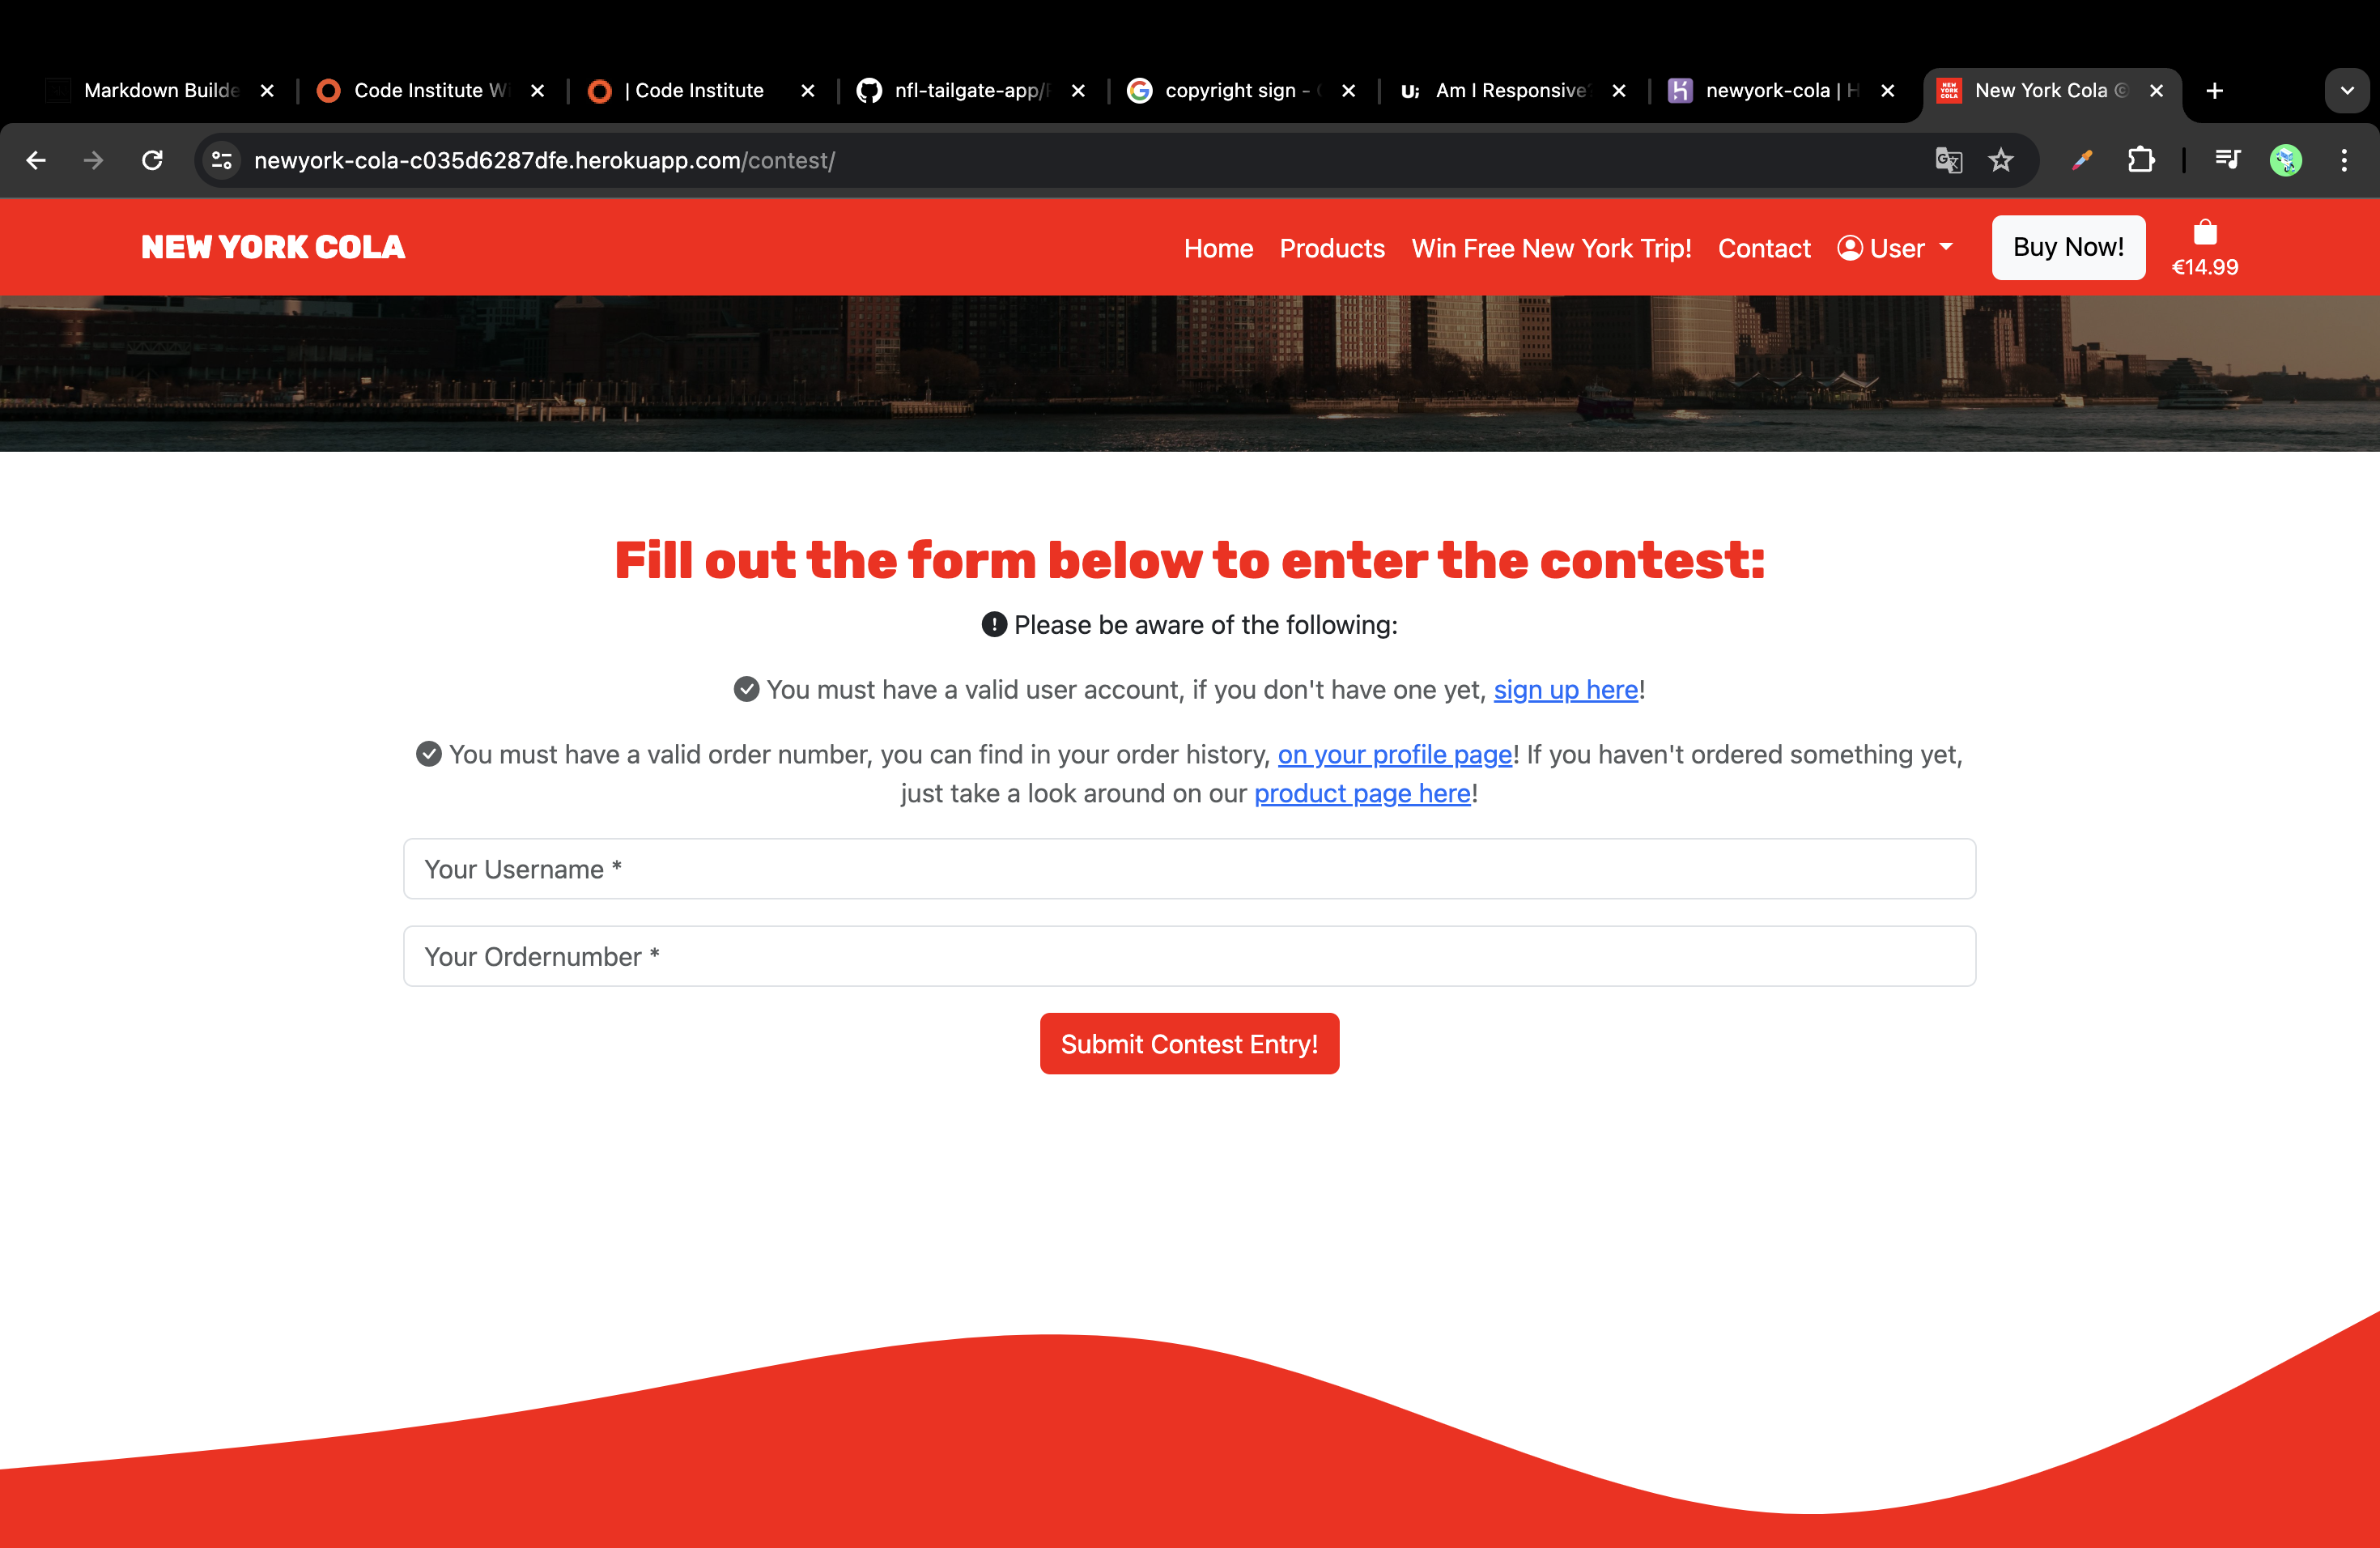 Markdown Builde
Code Institute Wi
| Code Institute
nfl-tailgate-app/
copyright sign -
Am I Responsive?
newyork-cola | H
New York Cola ©
newyork-cola-c035d6287dfe.herokuapp.com/contest/
NEW YORK COLA
Home
Products
Win Free New York Trip!
Contact
User
Buy Now!
€14.99
Fill out the form below to enter the contest:
Please be aware of the following:
You must have a valid user account, if you don't have one yet, sign up here!
You must have a valid order number, you can find in your order history, on your profile page! If you haven't ordered something yet,
just take a look around on our product page here!
Your Username *
Your Ordernumber *
Submit Contest Entry!